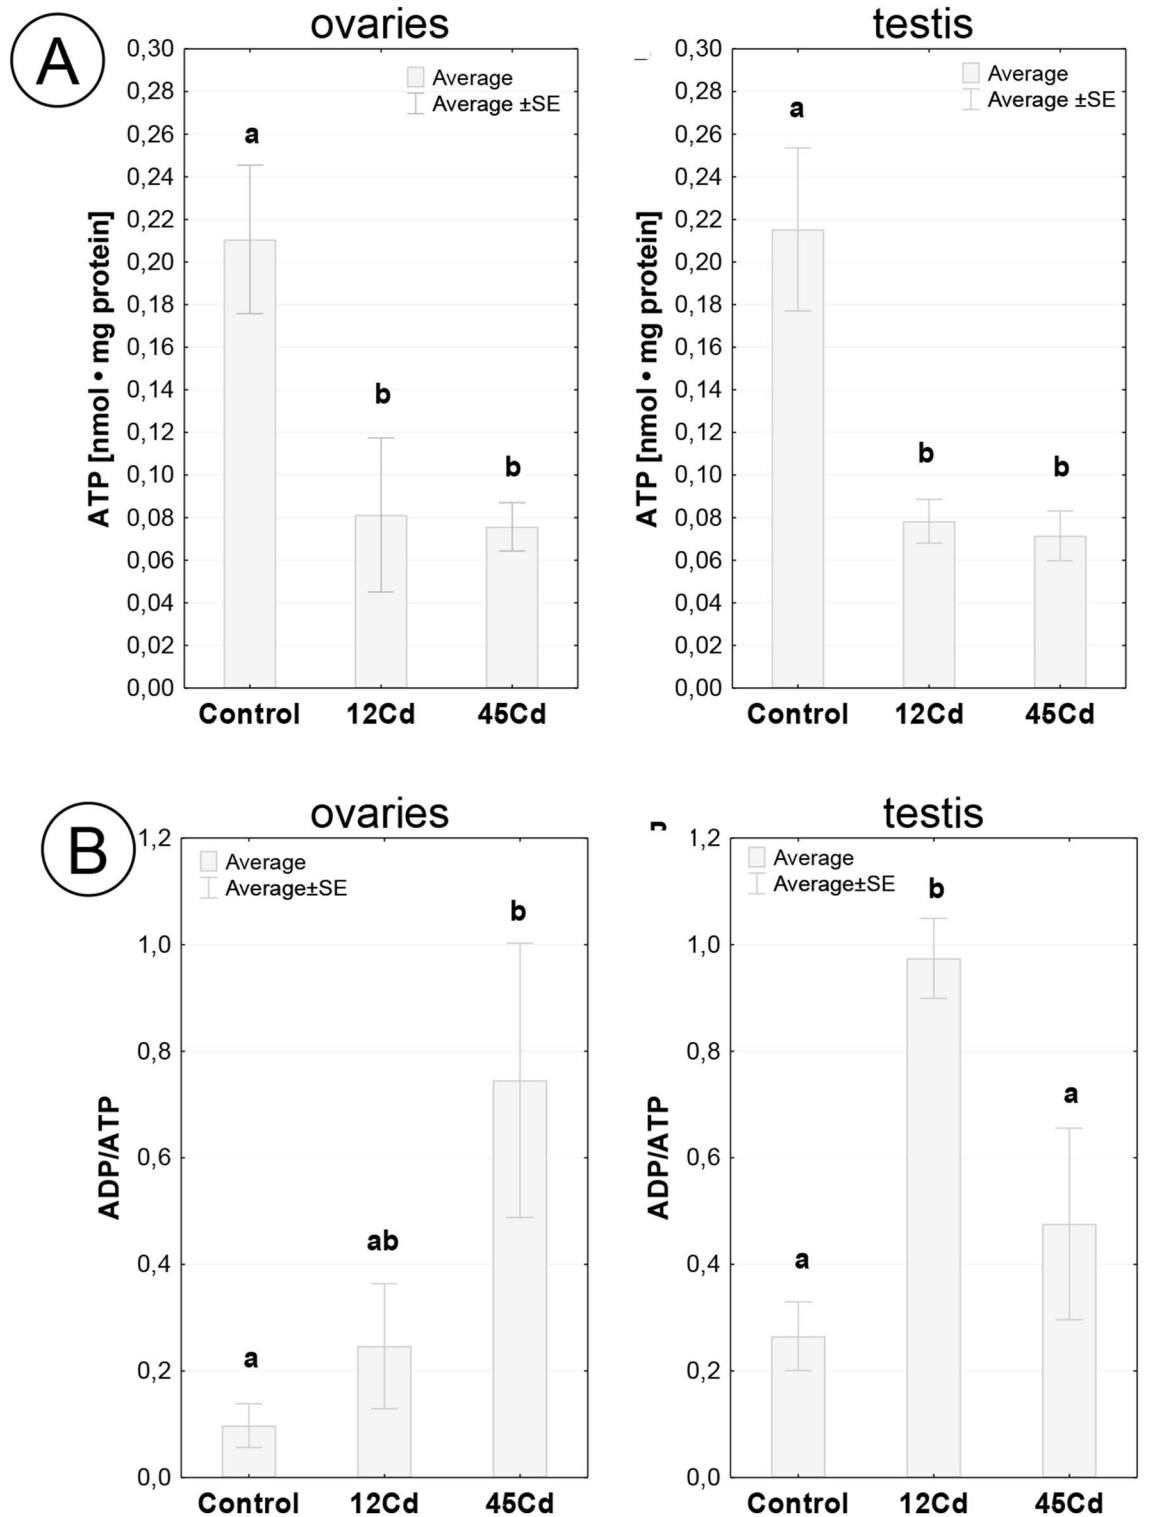 A
ovaries
0,30
0,28
0,26
0,24
0,22
0,20
0,18
0,16
0,14
0,12
0,10
0,08
0,06
0,04
0,02
0,00
ATP [nmol • mg protein]
Average
Average ±SE
a
b
b
Control 12Cd 45Cd
testis
0,30
0,28
0,26
0,24
0,22
0,20
0,18
0,16
0,14
0,12
0,10
0,08
0,06
0,04
0,02
0,00
ATP [nmol • mg protein]
Average
Average ±SE
a
b
b
Control 12Cd 45Cd
B
ovaries
1,2
1,0
0,8
0,6
0,4
0,2
0,0
ADP/ATP
Average
Average±SE
a
ab
b
Control 12Cd 45Cd
testis
1,2
1,0
0,8
0,6
0,4
0,2
0,0
ADP/ATP
Average
Average±SE
a
b
a
Control 12Cd 45Cd